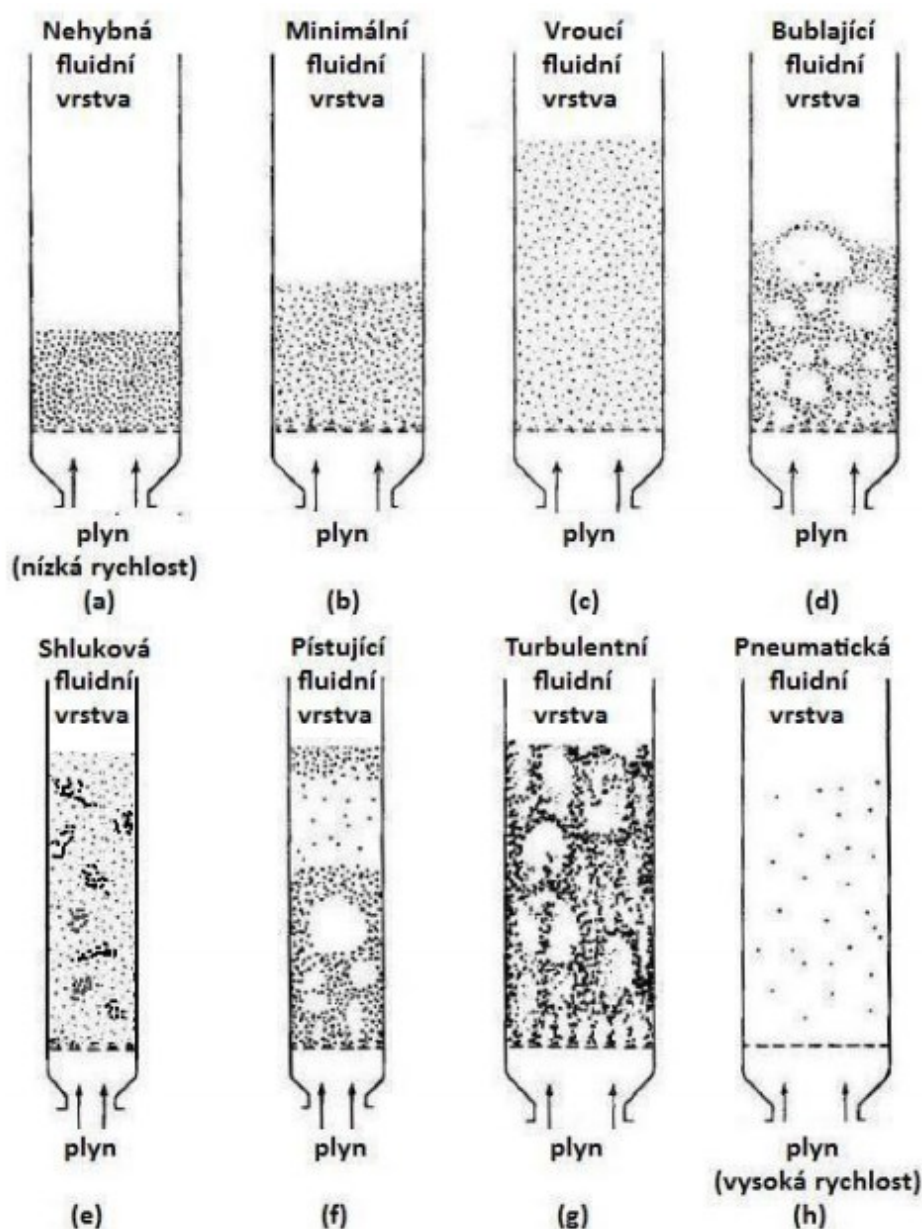 Nehybná
fluidní
vrstva
Minimální
fluidní
vrstva
Vroucí
fluidní
vrstva
Bublající
fluidní
vrstva
plyn
(nízká rychlost)
(a)
plyn
(b)
plyn
(c)
plyn
(d)
Shluková
fluidní
vrstva
Pístující
fluidní
vrstva
Turbulentní
fluidní
vrstva
Pneumatická
fluidní
vrstva
plyn
(e)
plyn
(f)
plyn
(g)
plyn
(vysoká rychlost)
(h)